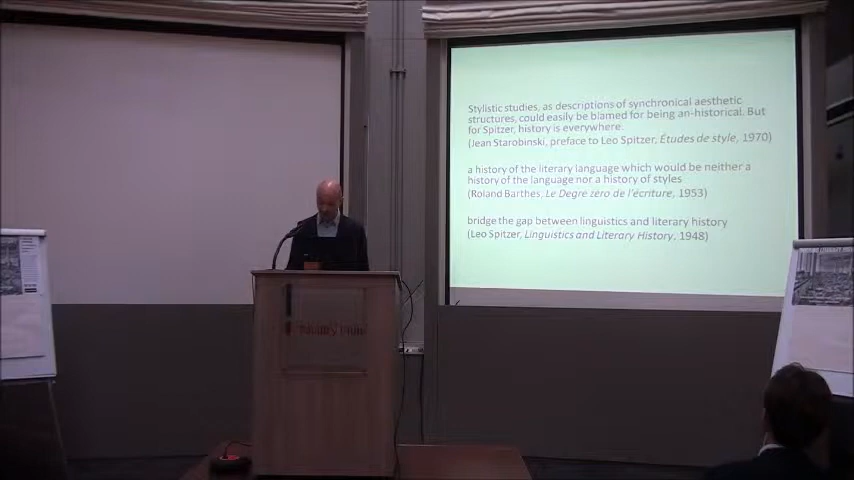 Stylistic studies, as descriptions of synchronical aesthetic
structures, could easily be blamed for being an-historical. But
for Spitzer, history is everywhere.
(Jean Starobinski, preface to Leo Spitzer, Études de style, 1970)
a history of the literary language which would be neither a
history of the language nor a history of styles
(Roland Barthes, Le Degré zéro de l'écriture, 1953)
bridge the gap between linguistics and literary history
(Leo Spitzer, Linguistics and Literary History, 1948)